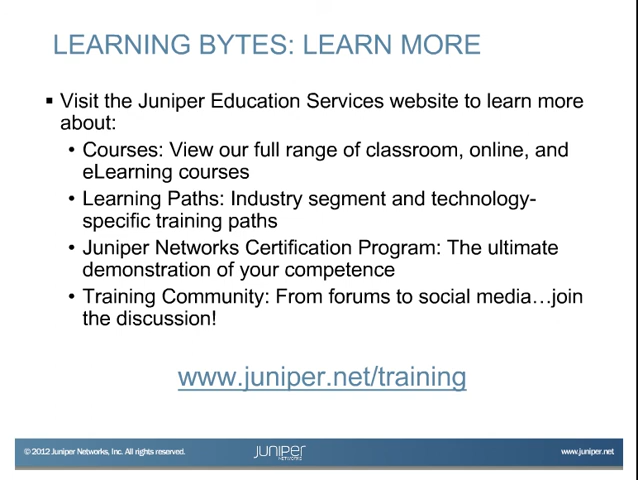 LEARNING BYTES: LEARN MORE
▪ Visit the Juniper Education Services website to learn more
about:
• Courses: View our full range of classroom, online, and
eLearning courses
• Learning Paths: Industry segment and technology-
specific training paths
• Juniper Networks Certification Program: The ultimate
demonstration of your competence
• Training Community: From forums to social media…join
the discussion!
www.juniper.net/training
© 2012 Juniper Networks, Inc. All rights reserved.
JUNIPER
NETWORKS
www.juniper.net